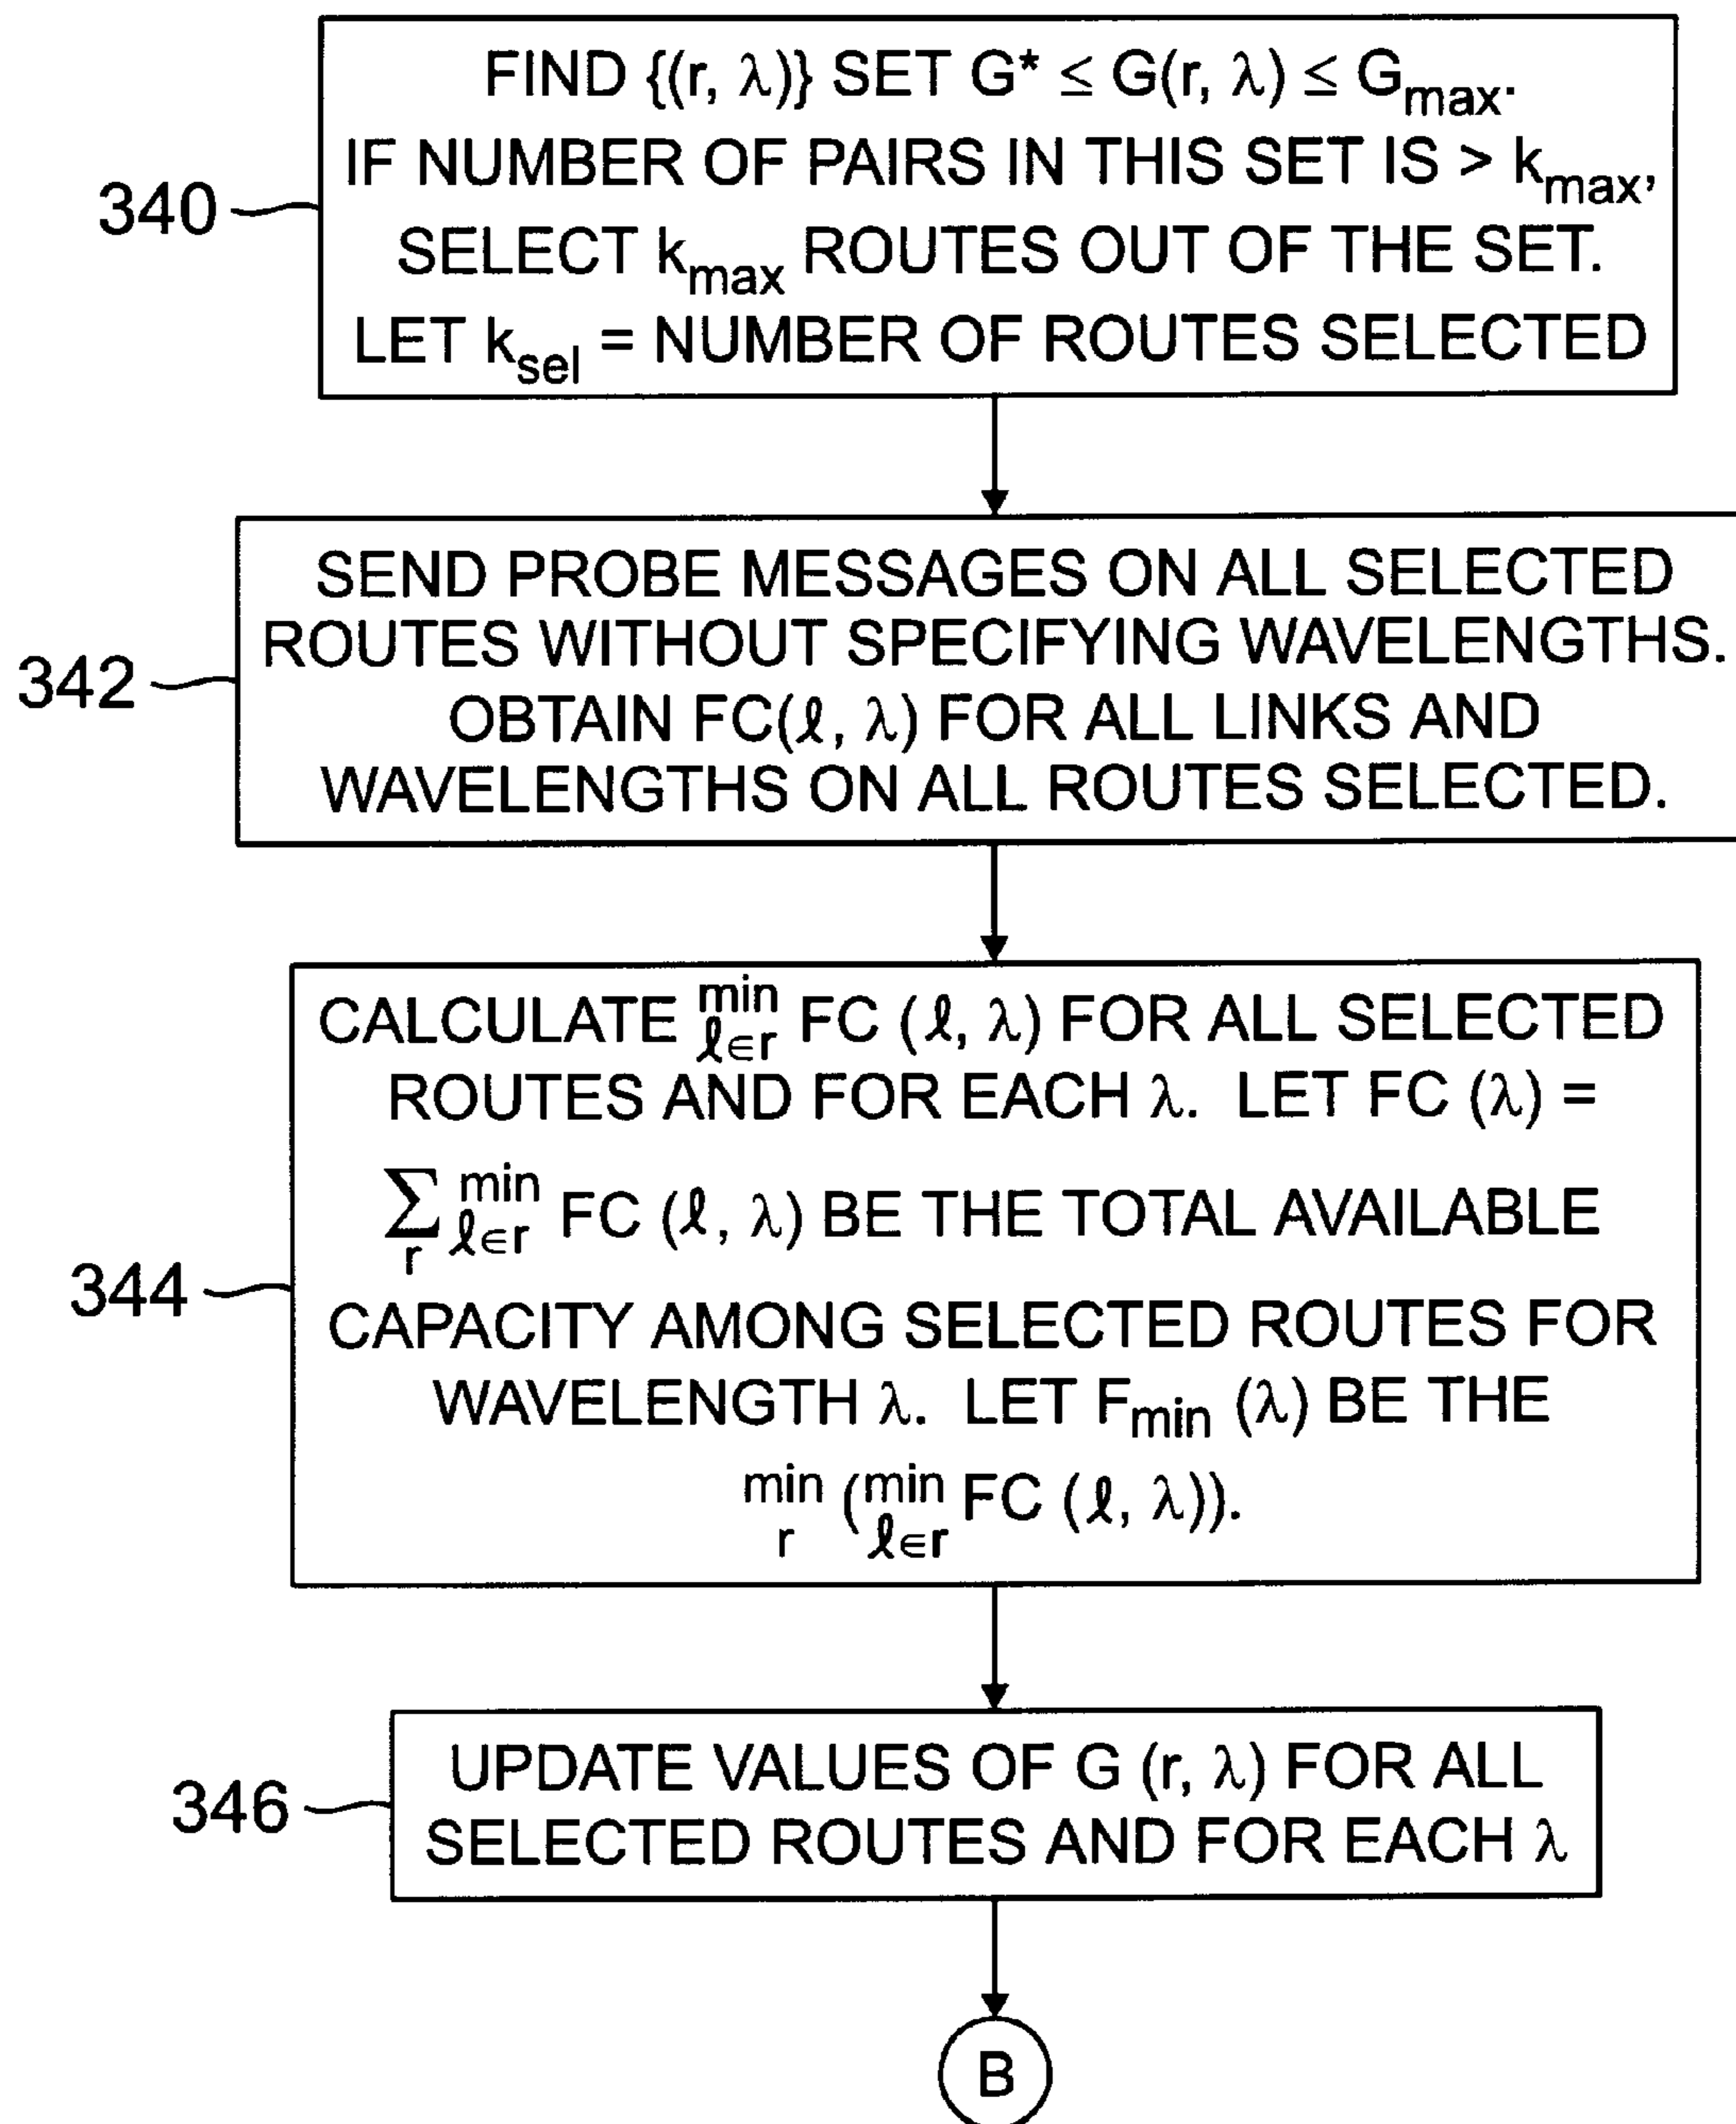 FIND {(r, λ)} SET G* ≤ G(r, λ) ≤ Gmax.
IF NUMBER OF PAIRS IN THIS SET IS > kmax,
340
SELECT kmax ROUTES OUT OF THE SET.
LET ksel = NUMBER OF ROUTES SELECTED
SEND PROBE MESSAGES ON ALL SELECTED
ROUTES WITHOUT SPECIFYING WAVELENGTHS.
342
OBTAIN FC(ℓ, λ) FOR ALL LINKS AND
WAVELENGTHS ON ALL ROUTES SELECTED.
CALCULATE min ℓ∈r FC (ℓ, λ) FOR ALL SELECTED
ROUTES AND FOR EACH λ. LET FC (λ) =
∑ r min ℓ∈r FC (ℓ, λ) BE THE TOTAL AVAILABLE
344
CAPACITY AMONG SELECTED ROUTES FOR
WAVELENGTH λ. LET Fmin (λ) BE THE
min r (min ℓ∈r FC (ℓ, λ)).
UPDATE VALUES OF G (r, λ) FOR ALL
346
SELECTED ROUTES AND FOR EACH λ
B